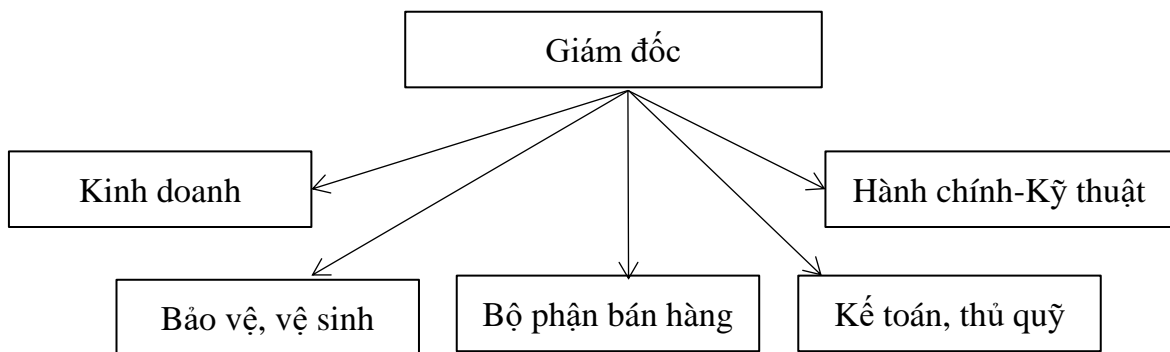 Giám đốc
Kinh doanh
Hành chính-Kỹ thuật
Bảo vệ, vệ sinh
Bộ phận bán hàng
Kế toán, thủ quỹ